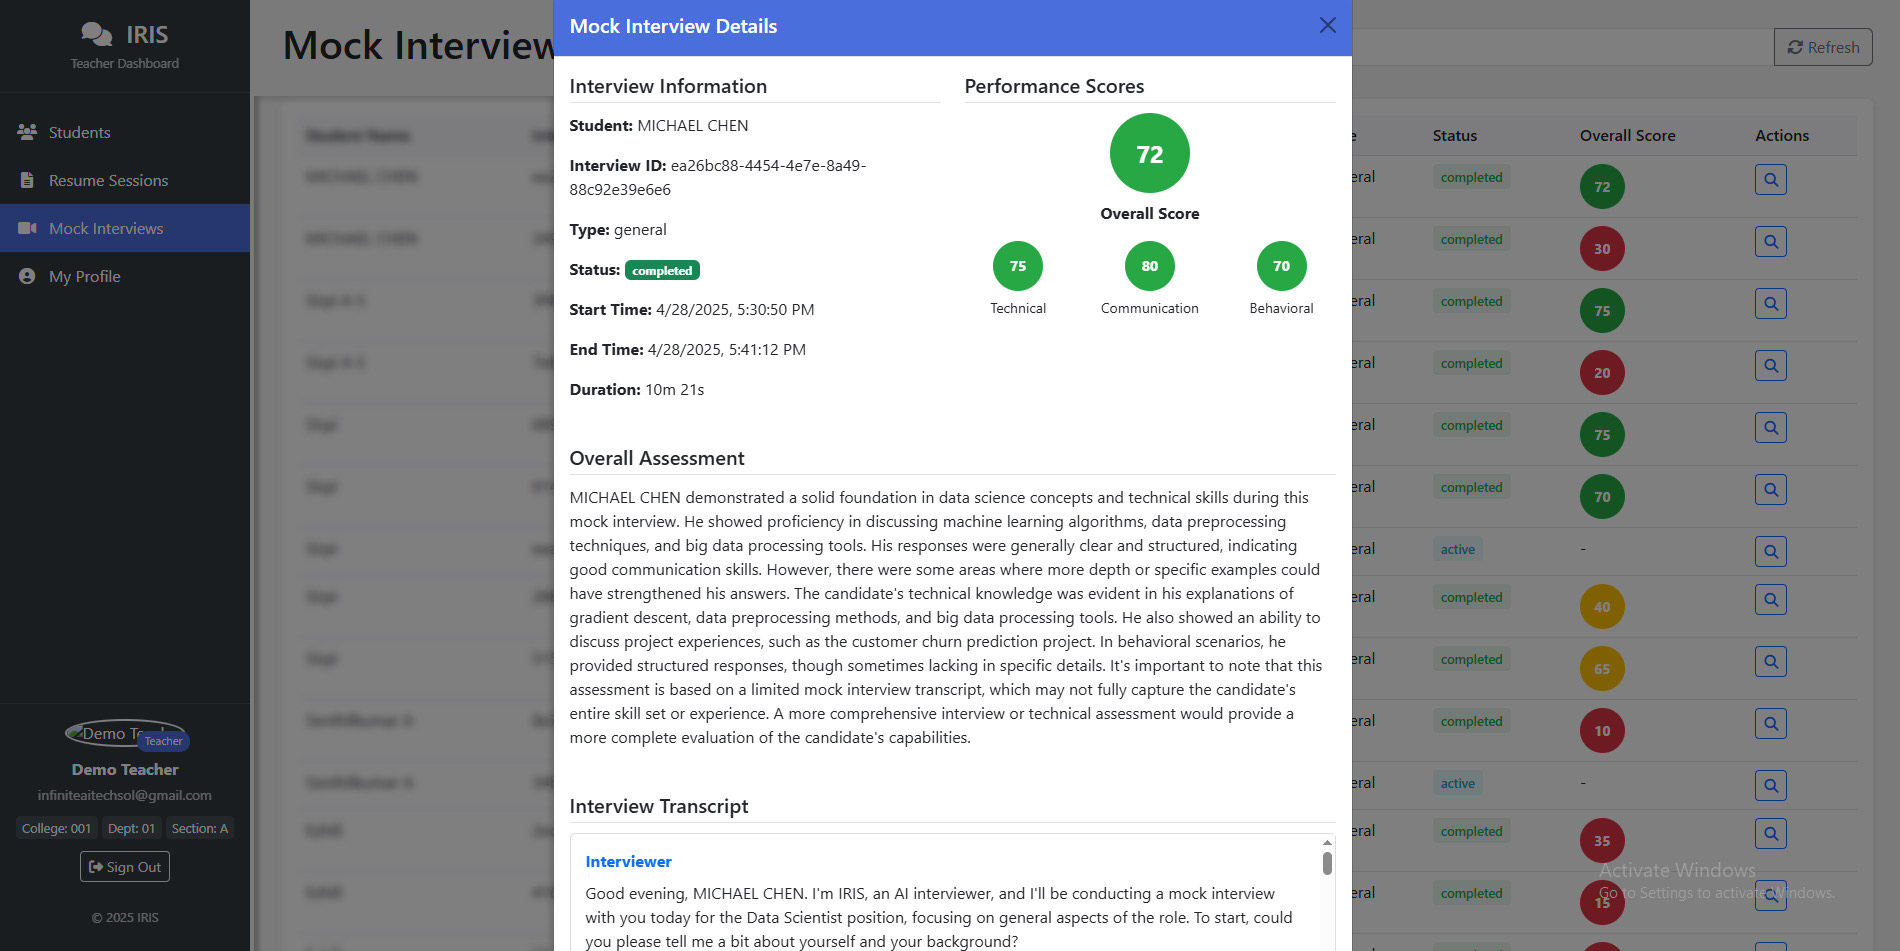 IRIS
Teacher Dashboard
Students
Resume Sessions
Mock Interviews
My Profile
Demo Te
Teacher
Demo Teacher
infiniteaitechsol@gmail.com
College: 001 Dept: 01 Section: A
Sign Out
© 2025 IRIS
Mock Interview
Refresh
Mock Interview Details
Interview Information
Student: MICHAEL CHEN
Interview ID: ea26bc88-4454-4e7e-8a49-
88c92e39e6e6
Type: general
Status: completed
Start Time: 4/28/2025, 5:30:50 PM
End Time: 4/28/2025, 5:41:12 PM
Duration: 10m 21s
Performance Scores
72
Overall Score
75 80 70
Technical Communication Behavioral
Overall Assessment
MICHAEL CHEN demonstrated a solid foundation in data science concepts and technical skills during this
mock interview. He showed proficiency in discussing machine learning algorithms, data preprocessing
techniques, and big data processing tools. His responses were generally clear and structured, indicating
good communication skills. However, there were some areas where more depth or specific examples could
have strengthened his answers. The candidate's technical knowledge was evident in his explanations of
gradient descent, data preprocessing methods, and big data processing tools. He also showed an ability to
discuss project experiences, such as the customer churn prediction project. In behavioral scenarios, he
provided structured responses, though sometimes lacking in specific details. It's important to note that this
assessment is based on a limited mock interview transcript, which may not fully capture the candidate's
entire skill set or experience. A more comprehensive interview or technical assessment would provide a
more complete evaluation of the candidate's capabilities.
Interview Transcript
Interviewer
Good evening, MICHAEL CHEN. I'm IRIS, an AI interviewer, and I'll be conducting a mock interview
with you today for the Data Scientist position, focusing on general aspects of the role. To start, could
you please tell me a bit about yourself and your background?
e Status Overall Score Actions
eral completed 72
eral completed 30
eral completed 75
eral completed 20
eral completed 75
eral completed 70
eral active -
eral completed 40
eral completed 65
eral completed 10
eral active -
eral completed 35
eral completed 15
Activate Windows
Go to Settings to activate Windows.